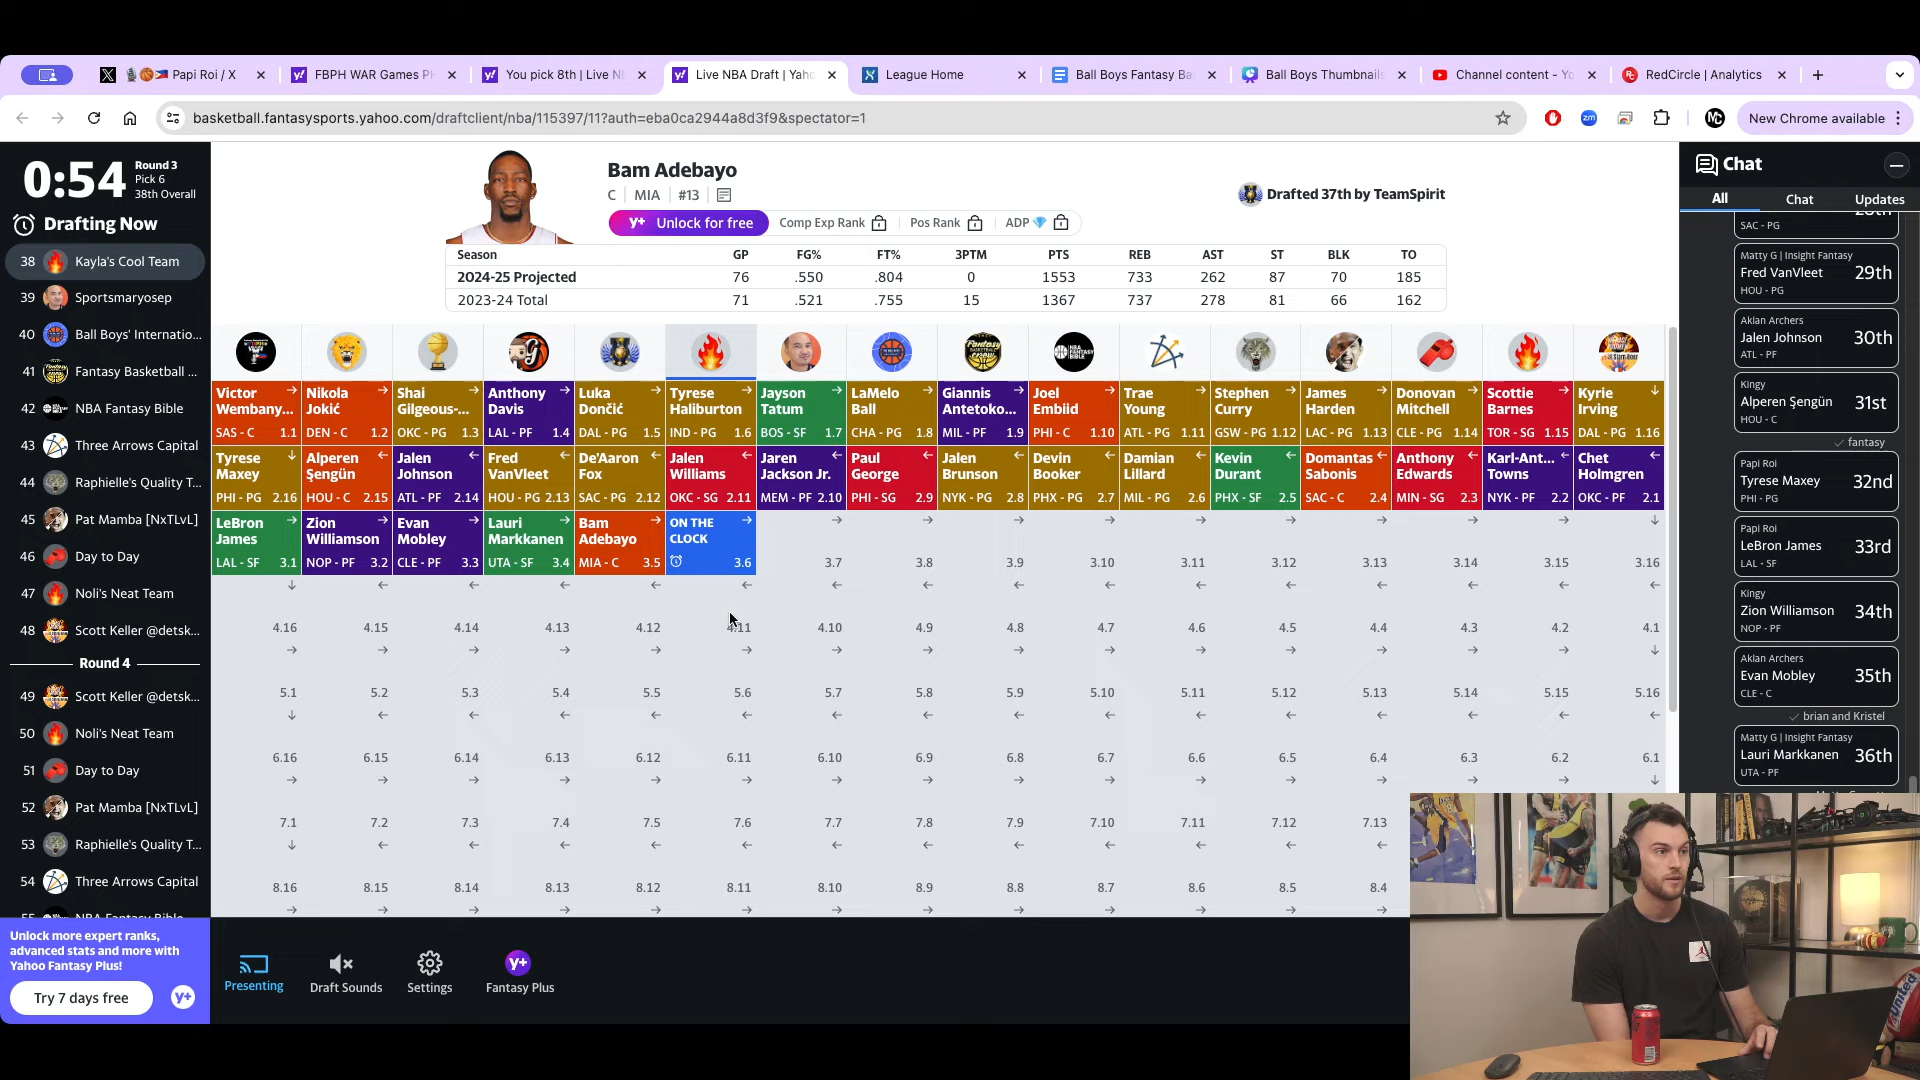 Papi Roi / X
FBPH WAR Games P
You pick 8th | Live N
Live NBA Draft | Yaho
League Home
Ball Boys Fantasy Ba
Ball Boys Thumbnails
Channel content - Yo
RedCircle | Analytics
basketball.fantasysports.yahoo.com/draftclient/nba/115397/11?auth=eba0ca2944a8d3f9&spectator=1
New Chrome available
0:54
Round 3
Pick 6
38th Overall
Drafting Now
38 Kayla's Cool Team
39 Sportsmaryosep
40 Ball Boys' Internatio...
41 Fantasy Basketball ...
42 NBA Fantasy Bible
43 Three Arrows Capital
44 Raphielle's Quality T...
45 Pat Mamba [NxTLvL]
46 Day to Day
47 Noli's Neat Team
48 Scott Keller @detsk...
Round 4
49 Scott Keller @detsk...
50 Noli's Neat Team
51 Day to Day
52 Pat Mamba [NxTLvL]
53 Raphielle's Quality T...
54 Three Arrows Capital
55 NBA Fantasy Bible
Unlock more expert ranks,
advanced stats and more with
Yahoo Fantasy Plus!
Try 7 days free
y+
Bam Adebayo
C | MIA | #13
y+ Unlock for free
Comp Exp Rank | Pos Rank | ADP
Drafted 37th by TeamSpirit
Season GP FG% FT% 3PTM PTS REB AST ST BLK TO
2024-25 Projected 76 .550 .804 0 1553 733 262 87 70 185
2023-24 Total 71 .521 .755 15 1367 737 278 81 66 162
Victor Wembany... SAS - C 1.1
Nikola Jokić DEN - C 1.2
Shai Gilgeous-... OKC - PG 1.3
Anthony Davis LAL - PF 1.4
Luka Dončić DAL - PG 1.5
Tyrese Haliburton IND - PG 1.6
Jayson Tatum BOS - SF 1.7
LaMelo Ball CHA - PG 1.8
Giannis Antetoko... MIL - PF 1.9
Joel Embiid PHI - C 1.10
Trae Young ATL - PG 1.11
Stephen Curry GSW - PG 1.12
James Harden LAC - PG 1.13
Donovan Mitchell CLE - PG 1.14
Scottie Barnes TOR - SG 1.15
Kyrie Irving DAL - PG 1.16
Tyrese Maxey PHI - PG 2.16
Alperen Şengün HOU - C 2.15
Jalen Johnson ATL - PF 2.14
Fred VanVleet HOU - PG 2.13
De'Aaron Fox SAC - PG 2.12
Jalen Williams OKC - SG 2.11
Jaren Jackson Jr. MEM - PF 2.10
Paul George PHI - SG 2.9
Jalen Brunson NYK - PG 2.8
Devin Booker PHX - PG 2.7
Damian Lillard MIL - PG 2.6
Kevin Durant PHX - SF 2.5
Domantas Sabonis SAC - C 2.4
Anthony Edwards MIN - SG 2.3
Karl-Ant... Towns NYK - PF 2.2
Chet Holmgren OKC - PF 2.1
LeBron James LAL - SF 3.1
Zion Williamson NOP - PF 3.2
Evan Mobley CLE - PF 3.3
Lauri Markkanen UTA - SF 3.4
Bam Adebayo MIA - C 3.5
ON THE CLOCK 3.6
3.7 3.8 3.9 3.10 3.11 3.12 3.13 3.14 3.15 3.16
4.16 4.15 4.14 4.13 4.12 4.11 4.10 4.9 4.8 4.7 4.6 4.5 4.4 4.3 4.2 4.1
5.1 5.2 5.3 5.4 5.5 5.6 5.7 5.8 5.9 5.10 5.11 5.12 5.13 5.14 5.15 5.16
6.16 6.15 6.14 6.13 6.12 6.11 6.10 6.9 6.8 6.7 6.6 6.5 6.4 6.3 6.2 6.1
7.1 7.2 7.3 7.4 7.5 7.6 7.7 7.8 7.9 7.10 7.11 7.12 7.13
8.16 8.15 8.14 8.13 8.12 8.11 8.10 8.9 8.8 8.7 8.6 8.5 8.4
Presenting
Draft Sounds
Settings
Fantasy Plus
Chat
All Chat Updates
28th
SAC - PG
Matty G | Insight Fantasy
Fred VanVleet 29th
HOU - PG
Aklan Archers
Jalen Johnson 30th
ATL - PF
Kingy
Alperen Şengün 31st
HOU - C
fantasy
Papi Roi
Tyrese Maxey 32nd
PHI - PG
Papi Roi
LeBron James 33rd
LAL - SF
Kingy
Zion Williamson 34th
NOP - PF
Aklan Archers
Evan Mobley 35th
CLE - C
brian and Kristel
Matty G | Insight Fantasy
Lauri Markkanen 36th
UTA - PF